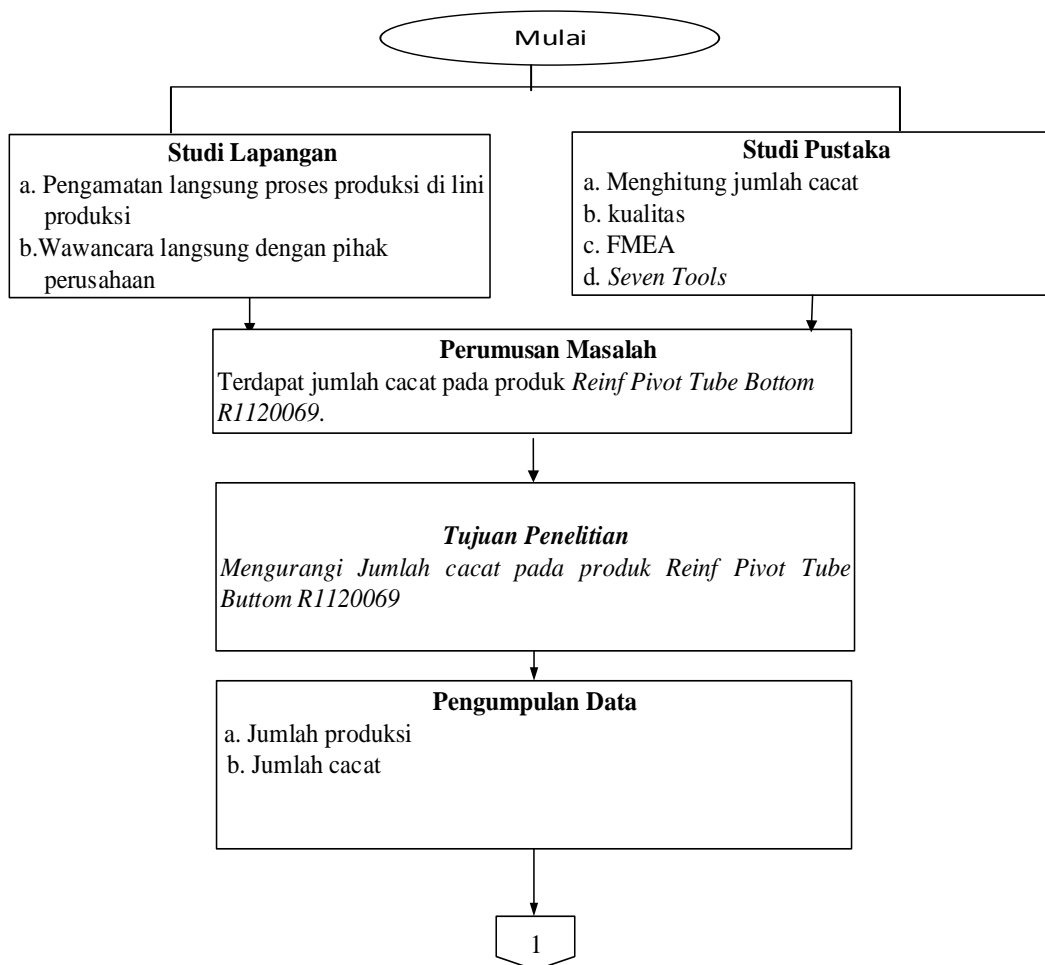 Mulai
Studi Lapangan
a. Pengamatan langsung proses produksi di lini
produksi
b.Wawancara langsung dengan pihak
perusahaan
Studi Pustaka
a. Menghitung jumlah cacat
b. kualitas
c. FMEA
d. Seven Tools
Perumusan Masalah
Terdapat jumlah cacat pada produk Reinf Pivot Tube Bottom
R1120069.
Tujuan Penelitian
Mengurangi Jumlah cacat pada produk Reinf Pivot Tube
Buttom R1120069
Pengumpulan Data
a. Jumlah produksi
b. Jumlah cacat
1